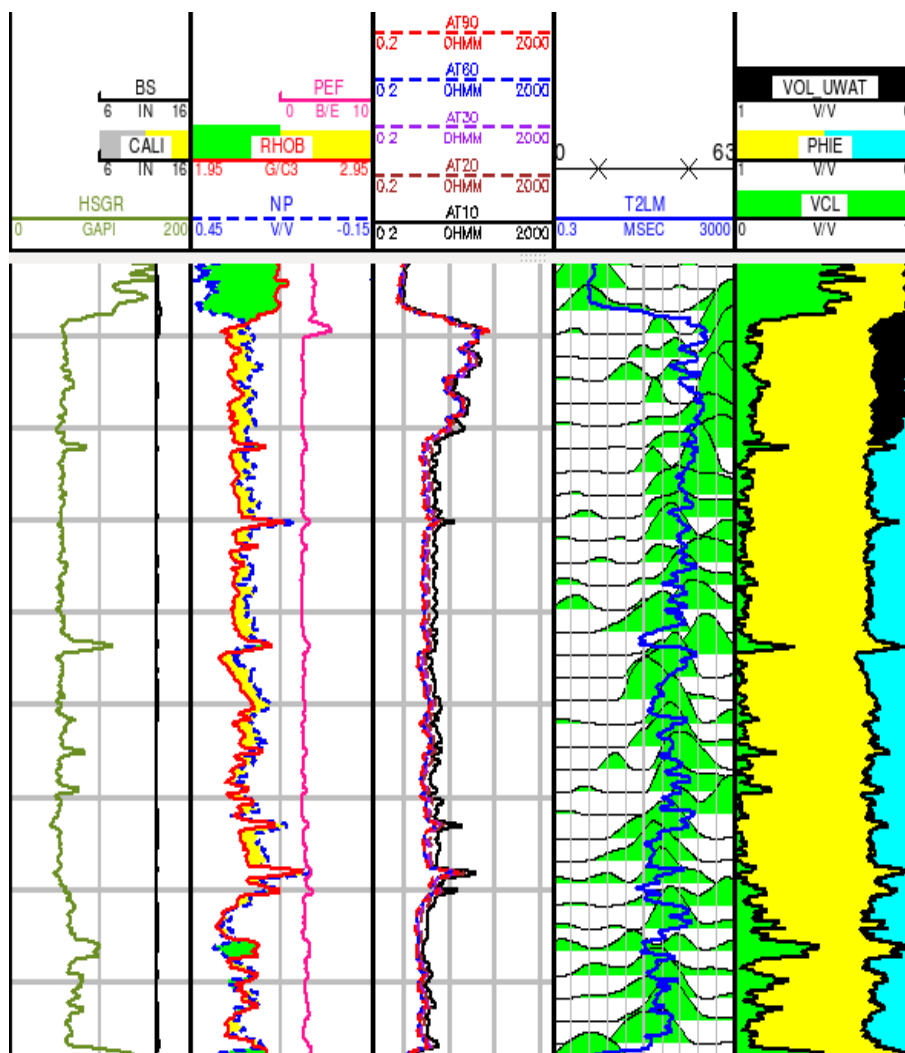 BS
6 IN 16
CALI
6 IN 16
HSGR
0 GAPI 200
PEF
0 B/E 10
RHOB
1.95 G/C3 2.95
NP
0.45 V/V -0.15
AT90
0.2 OHMM 2000
AT60
0.2 OHMM 2000
AT30
0.2 OHMM 2000
AT20
0.2 OHMM 2000
AT10
0.2 OHMM 2000
0 63
T2LM
0.3 MSEC 3000
VOL_UWAT
1 V/V
PHIE
1 V/V
VCL
0 V/V